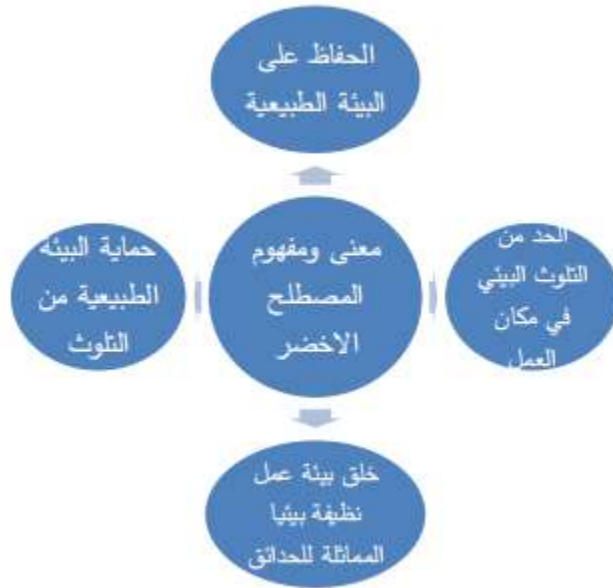 الحفاظ على
البيئة الطبيعية
الحد من
التلوث البيئي
في مكان
العمل
معنى ومفهوم
المصطلح
الاخضر
حماية البيئه
الطبيعية من
التلوث
خلق بيئة عمل
نظيفة بيئيا
المماثلة للحدائق